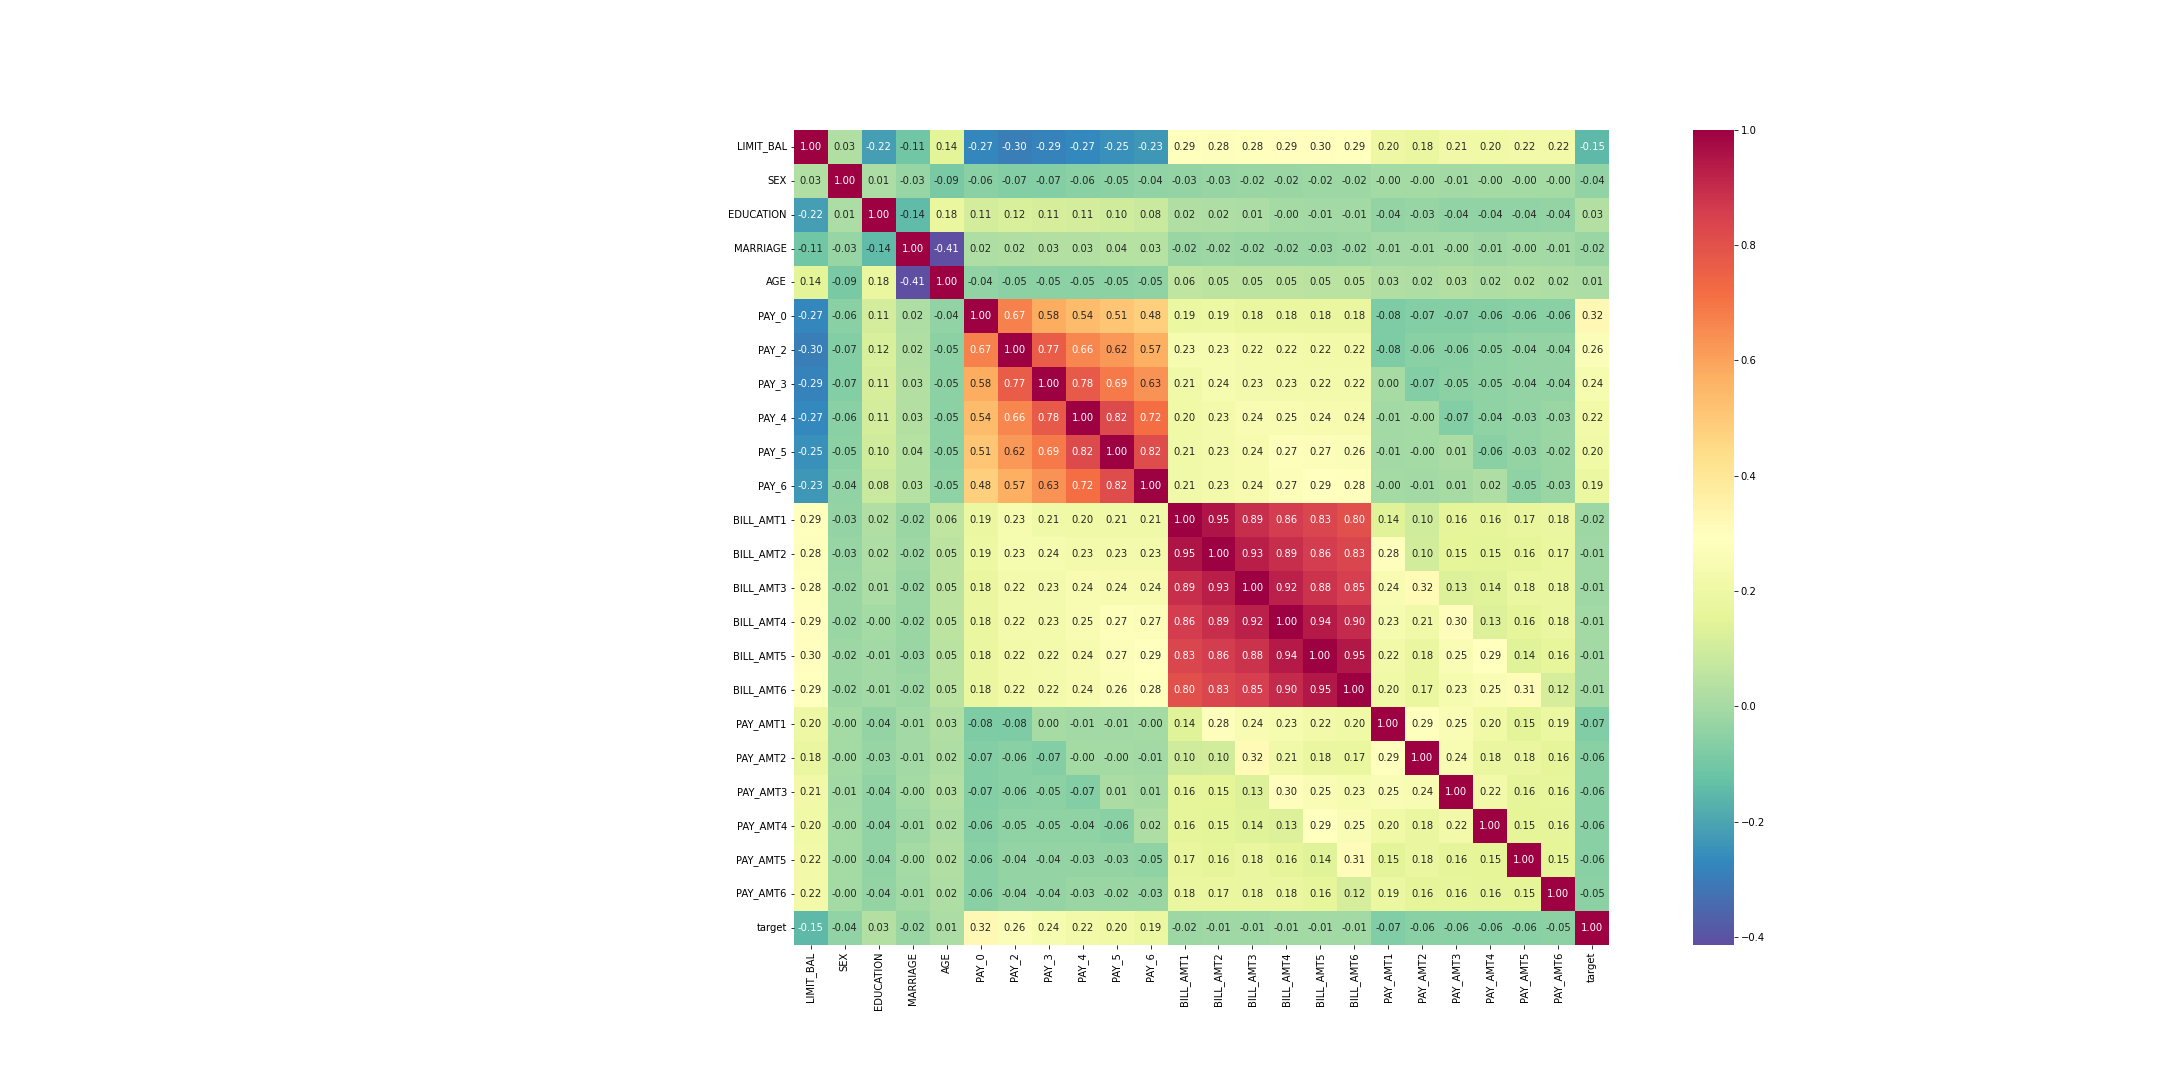 LIMIT_BAL 1.00 0.03 -0.22 -0.11 0.14 -0.27 -0.30 -0.29 -0.27 -0.25 -0.23 0.29 0.28 0.28 0.29 0.30 0.29 0.20 0.18 0.21 0.20 0.22 0.22 -0.15
SEX 0.03 1.00 0.01 -0.03 -0.09 -0.06 -0.07 -0.07 -0.06 -0.05 -0.04 -0.03 -0.03 -0.02 -0.02 -0.02 -0.02 -0.00 -0.00 -0.01 -0.00 -0.00 -0.00 -0.04
EDUCATION -0.22 0.01 1.00 -0.14 0.18 0.11 0.12 0.11 0.11 0.10 0.08 0.02 0.02 0.01 -0.00 -0.01 -0.01 -0.04 -0.03 -0.04 -0.04 -0.04 -0.04 0.03
MARRIAGE -0.11 -0.03 -0.14 1.00 -0.41 0.02 0.02 0.03 0.03 0.04 0.03 -0.02 -0.02 -0.02 -0.02 -0.03 -0.02 -0.01 -0.01 -0.00 -0.01 -0.00 -0.01 -0.02
AGE 0.14 -0.09 0.18 -0.41 1.00 -0.04 -0.05 -0.05 -0.05 -0.05 -0.05 0.06 0.05 0.05 0.05 0.05 0.05 0.03 0.02 0.03 0.02 0.02 0.02 0.01
PAY_0 -0.27 -0.06 0.11 0.02 -0.04 1.00 0.67 0.58 0.54 0.51 0.48 0.19 0.19 0.18 0.18 0.18 0.18 -0.08 -0.07 -0.07 -0.06 -0.06 -0.06 0.32
PAY_2 -0.30 -0.07 0.12 0.02 -0.05 0.67 1.00 0.77 0.66 0.62 0.57 0.23 0.23 0.22 0.22 0.22 0.22 -0.08 -0.06 -0.06 -0.05 -0.04 -0.04 0.26
PAY_3 -0.29 -0.07 0.11 0.03 -0.05 0.58 0.77 1.00 0.78 0.69 0.63 0.21 0.24 0.23 0.23 0.22 0.22 0.00 -0.07 -0.05 -0.05 -0.04 -0.04 0.24
PAY_4 -0.27 -0.06 0.11 0.03 -0.05 0.54 0.66 0.78 1.00 0.82 0.72 0.20 0.23 0.24 0.25 0.24 0.24 -0.01 -0.00 -0.07 -0.04 -0.03 -0.03 0.22
PAY_5 -0.25 -0.05 0.10 0.04 -0.05 0.51 0.62 0.69 0.82 1.00 0.82 0.21 0.23 0.24 0.27 0.27 0.26 -0.01 -0.00 0.01 -0.06 -0.03 -0.02 0.20
PAY_6 -0.23 -0.04 0.08 0.03 -0.05 0.48 0.57 0.63 0.72 0.82 1.00 0.21 0.23 0.24 0.27 0.29 0.28 -0.00 -0.01 0.01 0.02 -0.05 -0.03 0.19
BILL_AMT1 0.29 -0.03 0.02 -0.02 0.06 0.19 0.23 0.21 0.20 0.21 0.21 1.00 0.95 0.89 0.86 0.83 0.80 0.14 0.10 0.16 0.16 0.17 0.18 -0.02
BILL_AMT2 0.28 -0.03 0.02 -0.02 0.05 0.19 0.23 0.24 0.23 0.23 0.23 0.95 1.00 0.93 0.89 0.86 0.83 0.28 0.10 0.15 0.15 0.16 0.17 -0.01
BILL_AMT3 0.28 -0.02 0.01 -0.02 0.05 0.18 0.22 0.23 0.24 0.24 0.24 0.89 0.93 1.00 0.92 0.88 0.85 0.24 0.32 0.13 0.14 0.18 0.18 -0.01
BILL_AMT4 0.29 -0.02 -0.00 -0.02 0.05 0.18 0.22 0.23 0.25 0.27 0.27 0.86 0.89 0.92 1.00 0.94 0.90 0.23 0.21 0.30 0.13 0.16 0.18 -0.01
BILL_AMT5 0.30 -0.02 -0.01 -0.03 0.05 0.18 0.22 0.22 0.24 0.27 0.29 0.83 0.86 0.88 0.94 1.00 0.95 0.22 0.18 0.25 0.29 0.14 0.16 -0.01
BILL_AMT6 0.29 -0.02 -0.01 -0.02 0.05 0.18 0.22 0.22 0.24 0.26 0.28 0.80 0.83 0.85 0.90 0.95 1.00 0.20 0.17 0.23 0.25 0.31 0.12 -0.01
PAY_AMT1 0.20 -0.00 -0.04 -0.01 0.03 -0.08 -0.08 0.00 -0.01 -0.01 -0.00 0.14 0.28 0.24 0.23 0.22 0.20 1.00 0.29 0.25 0.20 0.15 0.19 -0.07
PAY_AMT2 0.18 -0.00 -0.03 -0.01 0.02 -0.07 -0.06 -0.07 -0.00 -0.00 -0.01 0.10 0.10 0.32 0.21 0.18 0.17 0.29 1.00 0.24 0.18 0.18 0.16 -0.06
PAY_AMT3 0.21 -0.01 -0.04 -0.00 0.03 -0.07 -0.06 -0.05 -0.07 0.01 0.01 0.16 0.15 0.13 0.30 0.25 0.23 0.25 0.24 1.00 0.22 0.16 0.16 -0.06
PAY_AMT4 0.20 -0.00 -0.04 -0.01 0.02 -0.06 -0.05 -0.05 -0.04 -0.06 0.02 0.16 0.15 0.14 0.13 0.29 0.25 0.20 0.18 0.22 1.00 0.15 0.16 -0.06
PAY_AMT5 0.22 -0.00 -0.04 -0.00 0.02 -0.06 -0.04 -0.04 -0.03 -0.03 -0.05 0.17 0.16 0.18 0.16 0.14 0.31 0.15 0.18 0.16 0.15 1.00 0.15 -0.06
PAY_AMT6 0.22 -0.00 -0.04 -0.01 0.02 -0.06 -0.04 -0.04 -0.03 -0.02 -0.03 0.18 0.17 0.18 0.18 0.16 0.12 0.19 0.16 0.16 0.16 0.15 1.00 -0.05
target -0.15 -0.04 0.03 -0.02 0.01 0.32 0.26 0.24 0.22 0.20 0.19 -0.02 -0.01 -0.01 -0.01 -0.01 -0.01 -0.07 -0.06 -0.06 -0.06 -0.06 -0.05 1.00
LIMIT_BAL SEX EDUCATION MARRIAGE AGE PAY_0 PAY_2 PAY_3 PAY_4 PAY_5 PAY_6 BILL_AMT1 BILL_AMT2 BILL_AMT3 BILL_AMT4 BILL_AMT5 BILL_AMT6 PAY_AMT1 PAY_AMT2 PAY_AMT3 PAY_AMT4 PAY_AMT5 PAY_AMT6 target
1.0
0.8
0.6
0.4
0.2
0.0
−0.2
−0.4